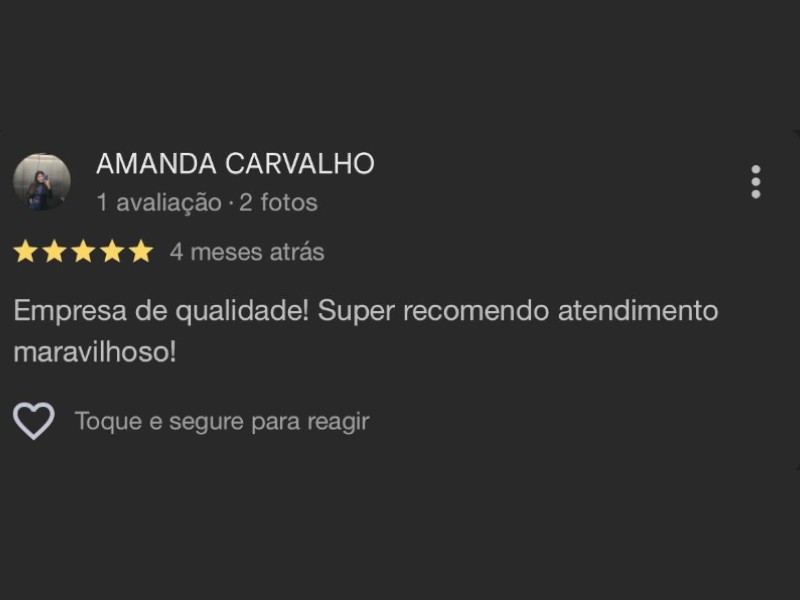 AMANDA CARVALHO
1 avaliação · 2 fotos
4 meses atrás
Empresa de qualidade! Super recomendo atendimento
maravilhoso!
Toque e segure para reagir